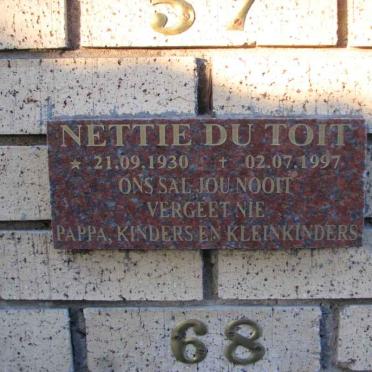 57
NETTIE DU TOIT
* 21.09.1930 † 02.07.1997
ONS SAL JOU NOOIT
VERGEET NIE
PAPPA, KINDERS EN KLEINKINDERS
68